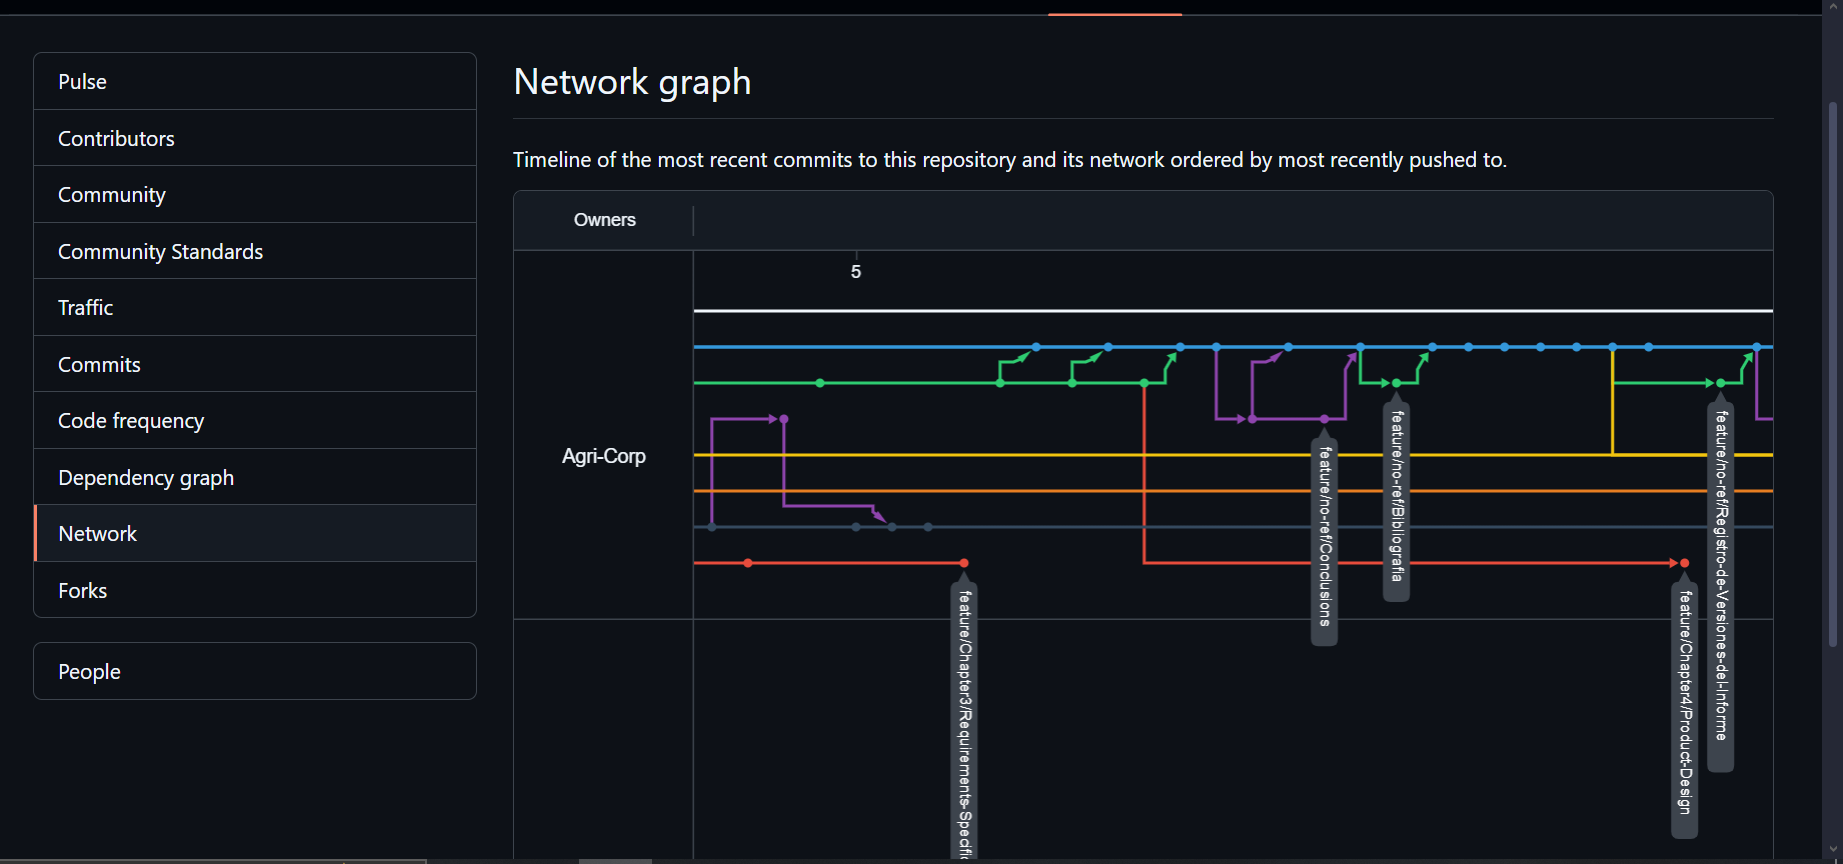 Pulse
Contributors
Community
Community Standards
Traffic
Commits
Code frequency
Dependency graph
Network
Forks
People
Network graph
Timeline of the most recent commits to this repository and its network ordered by most recently pushed to.
Owners
5
Agri-Corp
feature/Chapter3/Requirements-Specific
feature/no-ref/Conclusions
feature/no-ref/Bibliografia
feature/Chapter4/Product-Design
feature/no-ref/Registro-de-Versiones-del-Informe